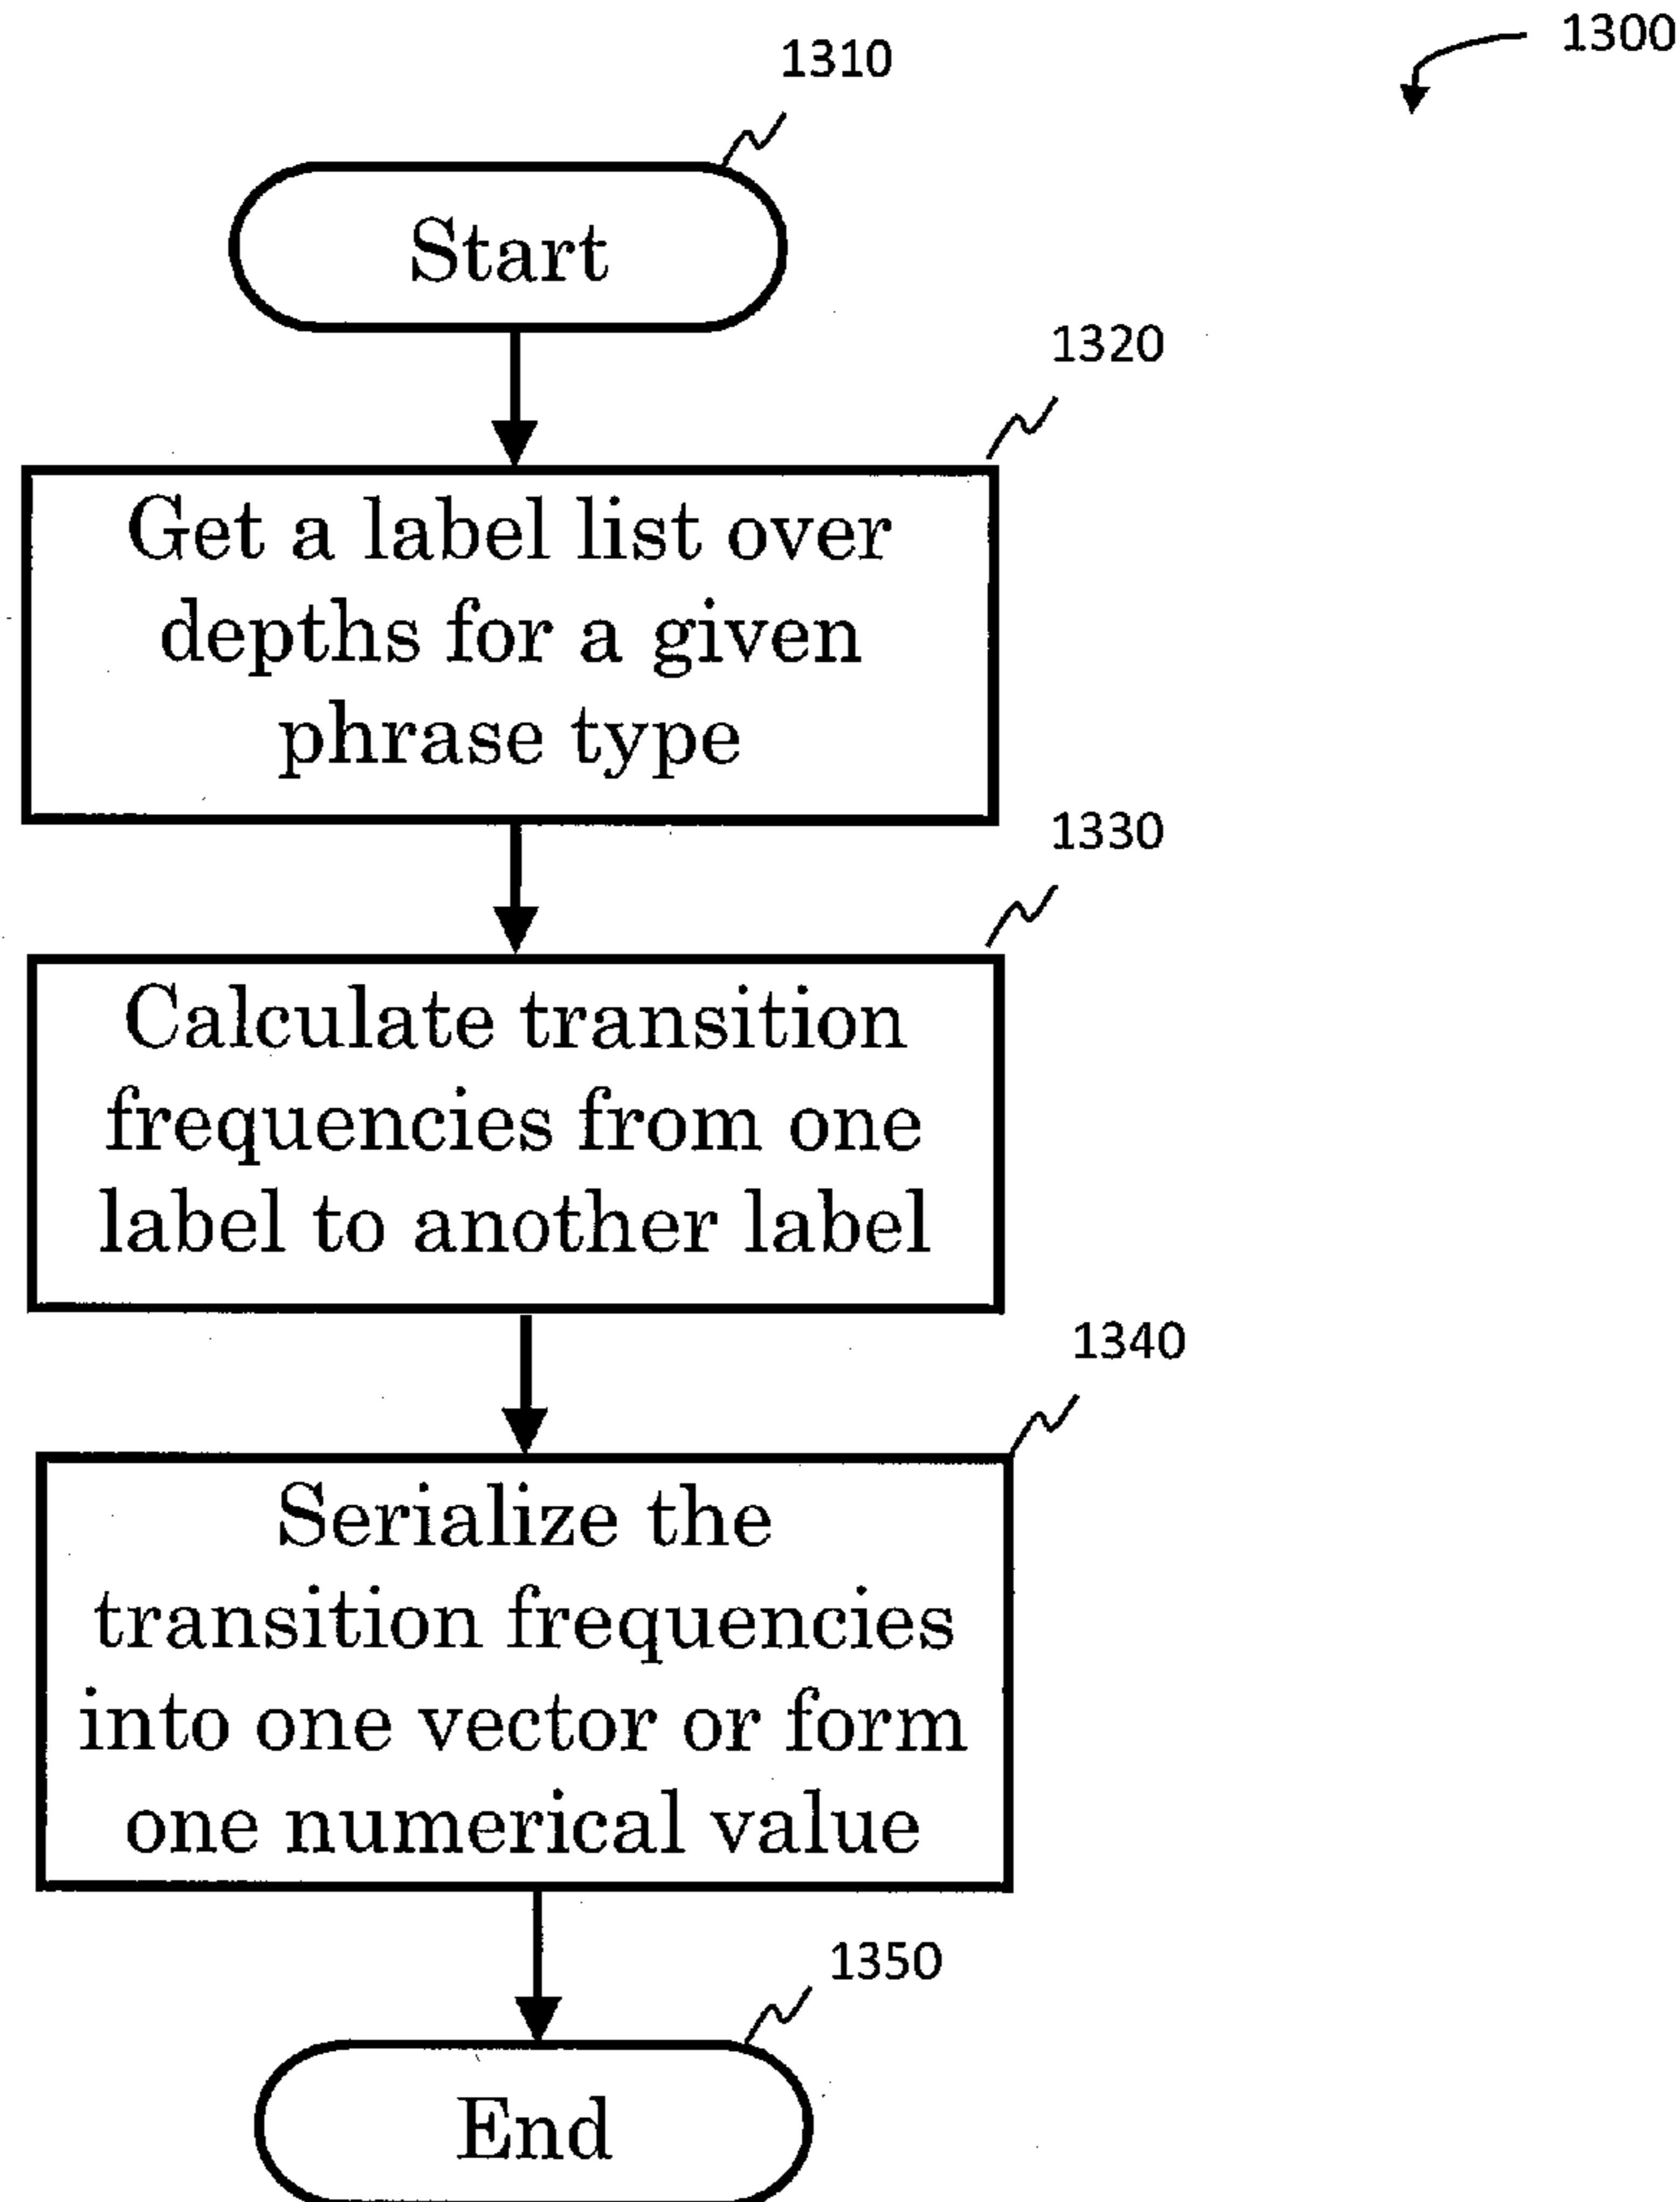 1300
1310
Start
1320
Get a label list over
depths for a given
phrase type
1330
Calculate transition
frequencies from one
label to another label
1340
Serialize the
transition frequencies
into one vector or form
one numerical value
1350
End